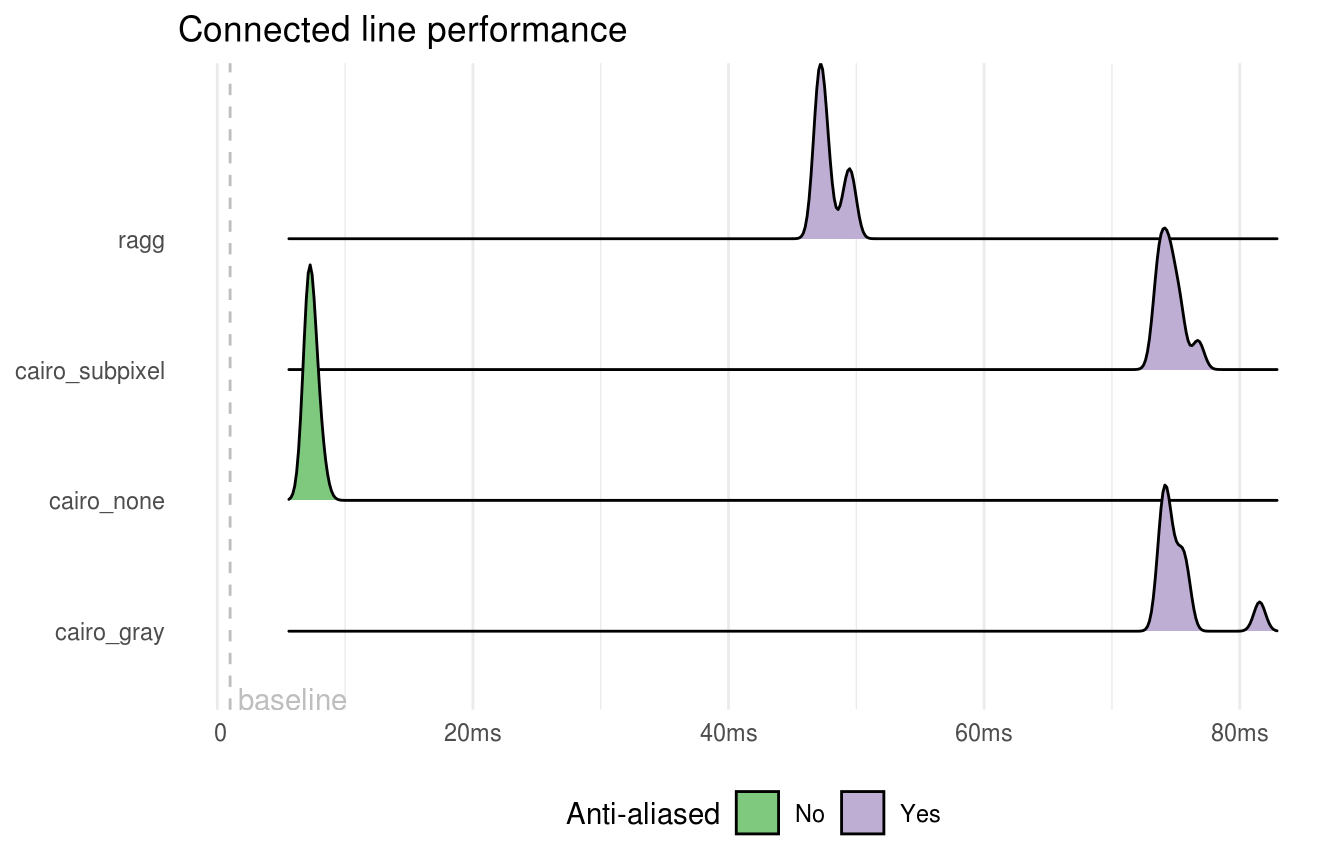 Connected line performance
ragg
cairo_subpixel
cairo_none
cairo_gray
baseline
0 20ms 40ms 60ms 80ms
Anti-aliased No Yes